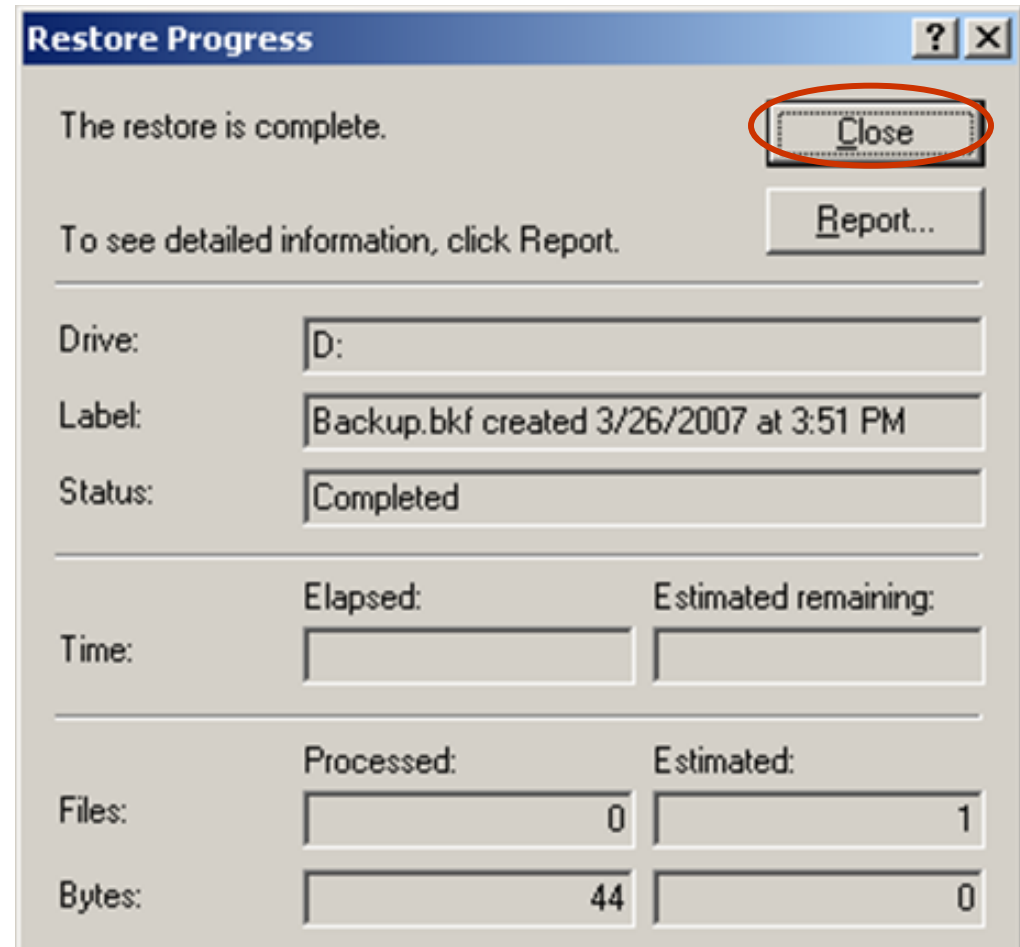 Restore Progress
The restore is complete.
Close
Report...
To see detailed information, click Report.
Drive: D:
Label: Backup.bkf created 3/26/2007 at 3:51 PM
Status: Completed
Elapsed: Estimated remaining:
Time:
Processed: Estimated:
Files: 0 1
Bytes: 44 0